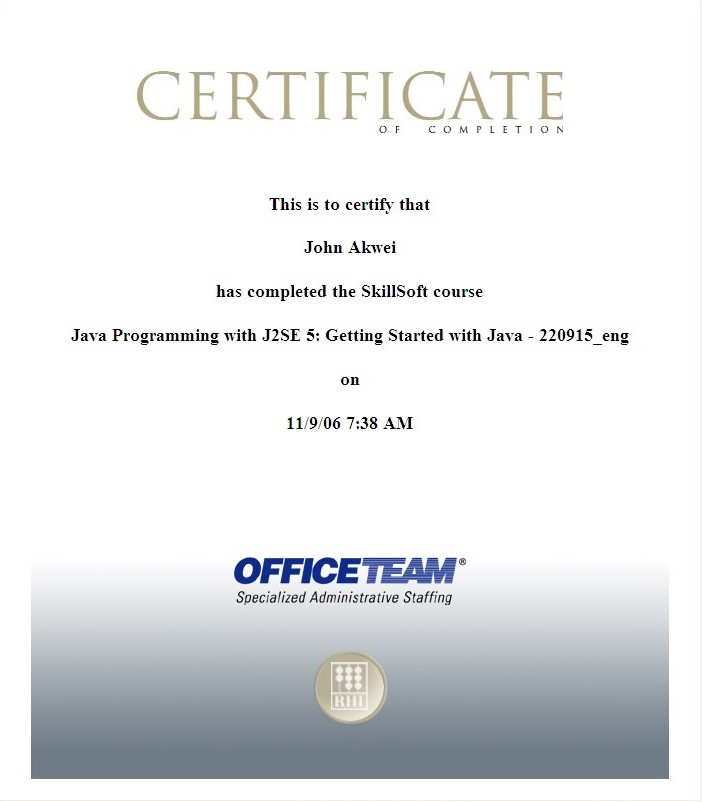 CERTIFICATE
OF COMPLETION
This is to certify that
John Akwei
has completed the SkillSoft course
Java Programming with J2SE 5: Getting Started with Java - 220915_eng
on
11/9/06 7:38 AM
OFFICETEAM®
Specialized Administrative Staffing
RHI